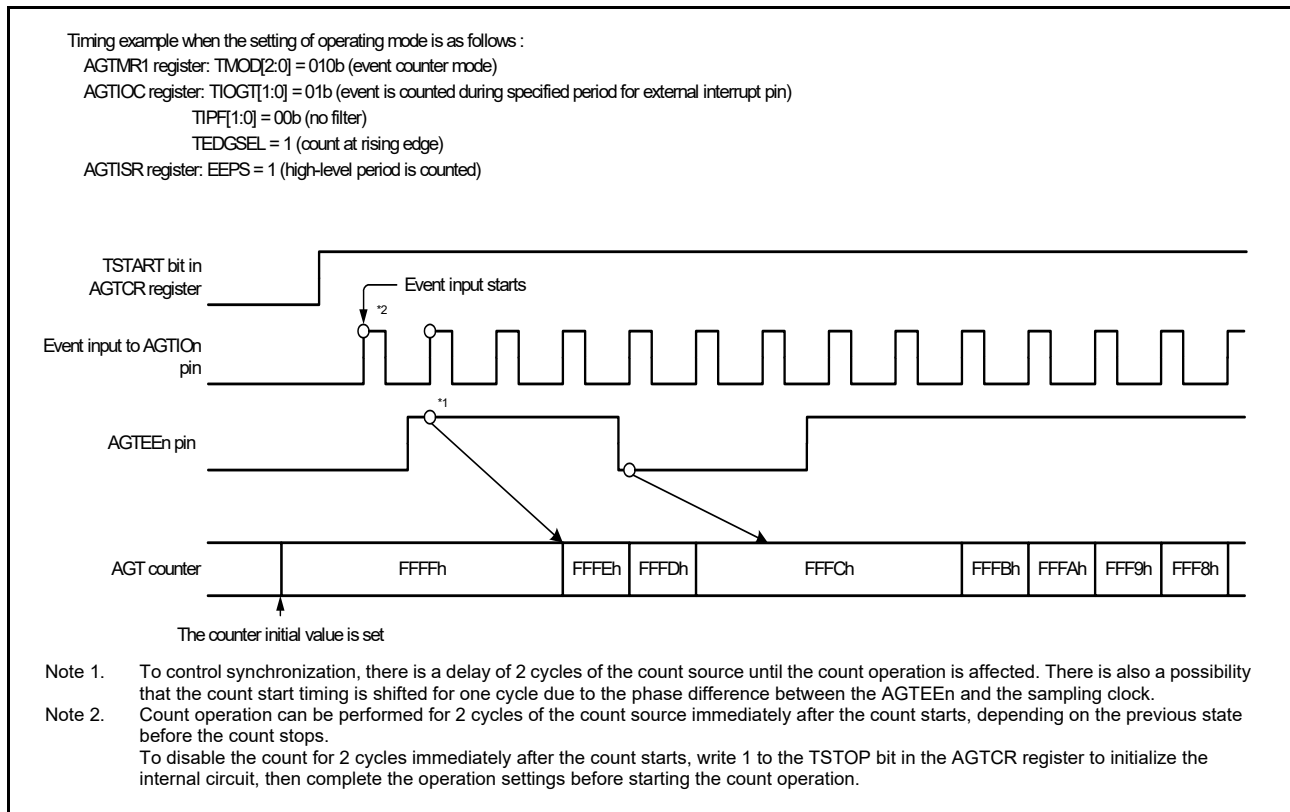 Timing example when the setting of operating mode is as follows :
AGTMR1 register: TMOD[2:0] = 010b (event counter mode)
AGTIOC register: TIOGT[1:0] = 01b (event is counted during specified period for external interrupt pin)
TIPF[1:0] = 00b (no filter)
TEDGSEL = 1 (count at rising edge)
AGTISR register: EEPS = 1 (high-level period is counted)
TSTART bit in
AGTCR register
Event input starts
*2
Event input to AGTIOn
pin
*1
AGTEEn pin
AGT counter
FFFFh
FFFEh
FFFDh
FFFCh
FFFBh
FFFAh
FFF9h
FFF8h
The counter initial value is set
Note 1. To control synchronization, there is a delay of 2 cycles of the count source until the count operation is affected. There is also a possibility
that the count start timing is shifted for one cycle due to the phase difference between the AGTEEn and the sampling clock.
Note 2. Count operation can be performed for 2 cycles of the count source immediately after the count starts, depending on the previous state
before the count stops.
To disable the count for 2 cycles immediately after the count starts, write 1 to the TSTOP bit in the AGTCR register to initialize the
internal circuit, then complete the operation settings before starting the count operation.